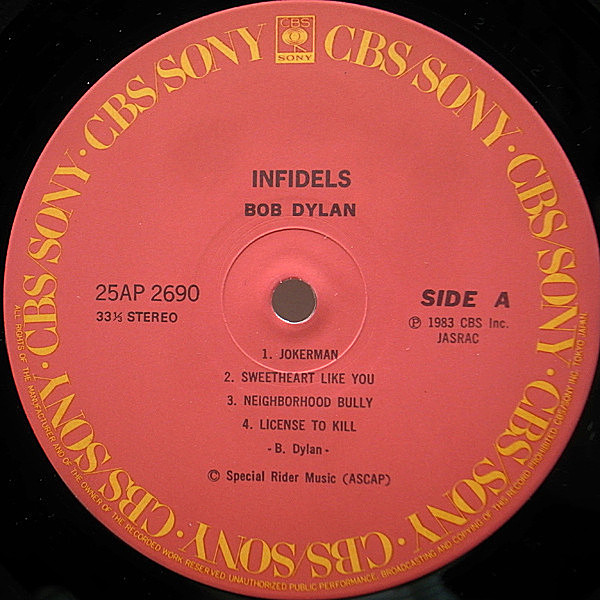 CBS
SONY
CBS/SONY · CBS/SONY · CBS/SONY · CBS/SONY · CBS/SONY · CBS/SONY · CBS/SONY · CBS/SONY
INFIDELS
BOB DYLAN
25AP 2690
33⅓ STEREO
SIDE A
Ⓟ 1983 CBS Inc.
JASRAC
1. JOKERMAN
2. SWEETHEART LIKE YOU
3. NEIGHBORHOOD BULLY
4. LICENSE TO KILL
- B. Dylan -
© Special Rider Music (ASCAP)
ALL RIGHTS OF THE MANUFACTURER AND OF THE OWNER OF THE RECORDED WORK RESERVED. UNAUTHORIZED PUBLIC PERFORMANCE, BROADCASTING AND COPYING OF THIS RECORD PROHIBITED. CBS/SONY INC. TOKYO JAPAN.